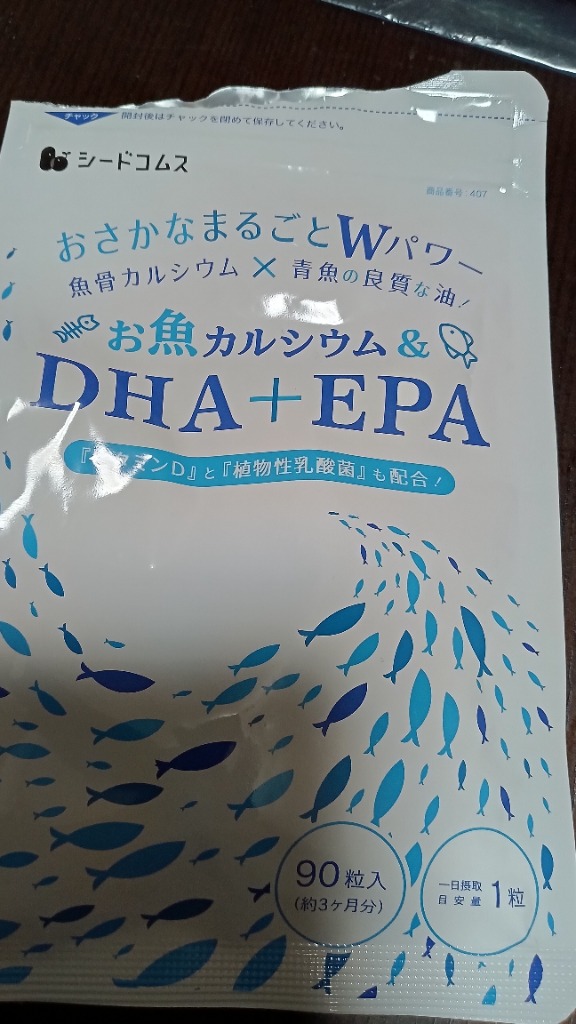 チャック
開封後はチャックを閉めて保存してください。
シードコムス
商品番号:407
おさかなまるごとWパワー
魚骨カルシウム×青魚の良質な油!
お魚カルシウム&
DHA+EPA
『ビタミンD』と『植物性乳酸菌』も配合!
90粒入
(約3ヶ月分)
一日摂取
目安量
1粒